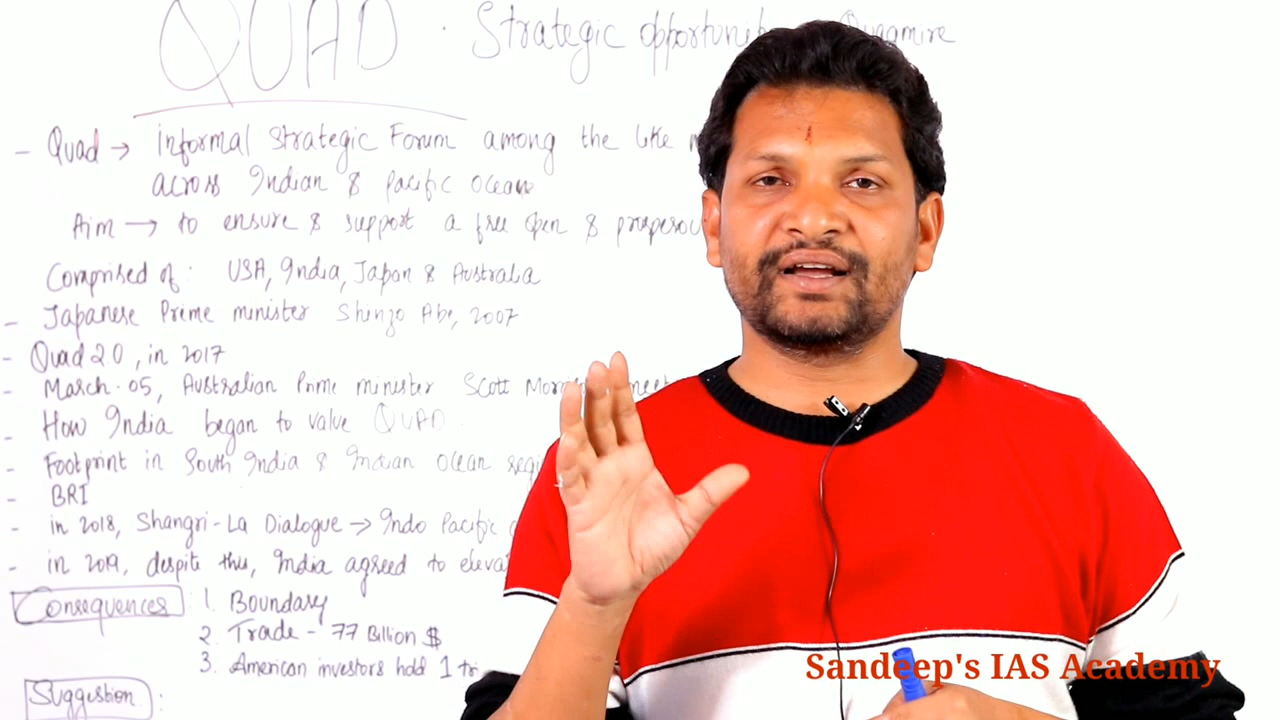 QUAD · Strategic
- Quad → informal strategic Forum among the like
across Indian & Pacific Ocean
Aim → to ensure & support a free open &
Comprised of: USA, India, Japan & Australia
- Japanese Prime minister Shinzo Abe, 2007
- Quad 2.0, in 2017
- March-05, Australian Prime minister Scott
- How India began to value QUAD
- Footprint in South India & Indian Ocean
- BRI
- in 2018, Shangri-La Dialogue → Indo Pacific
- in 2019, despite this, India agreed to
Consequences : 1. Boundary
2. Trade - 77 Billion $
3. American investors hold 1
Suggestion :
Sandeep's IAS Academy